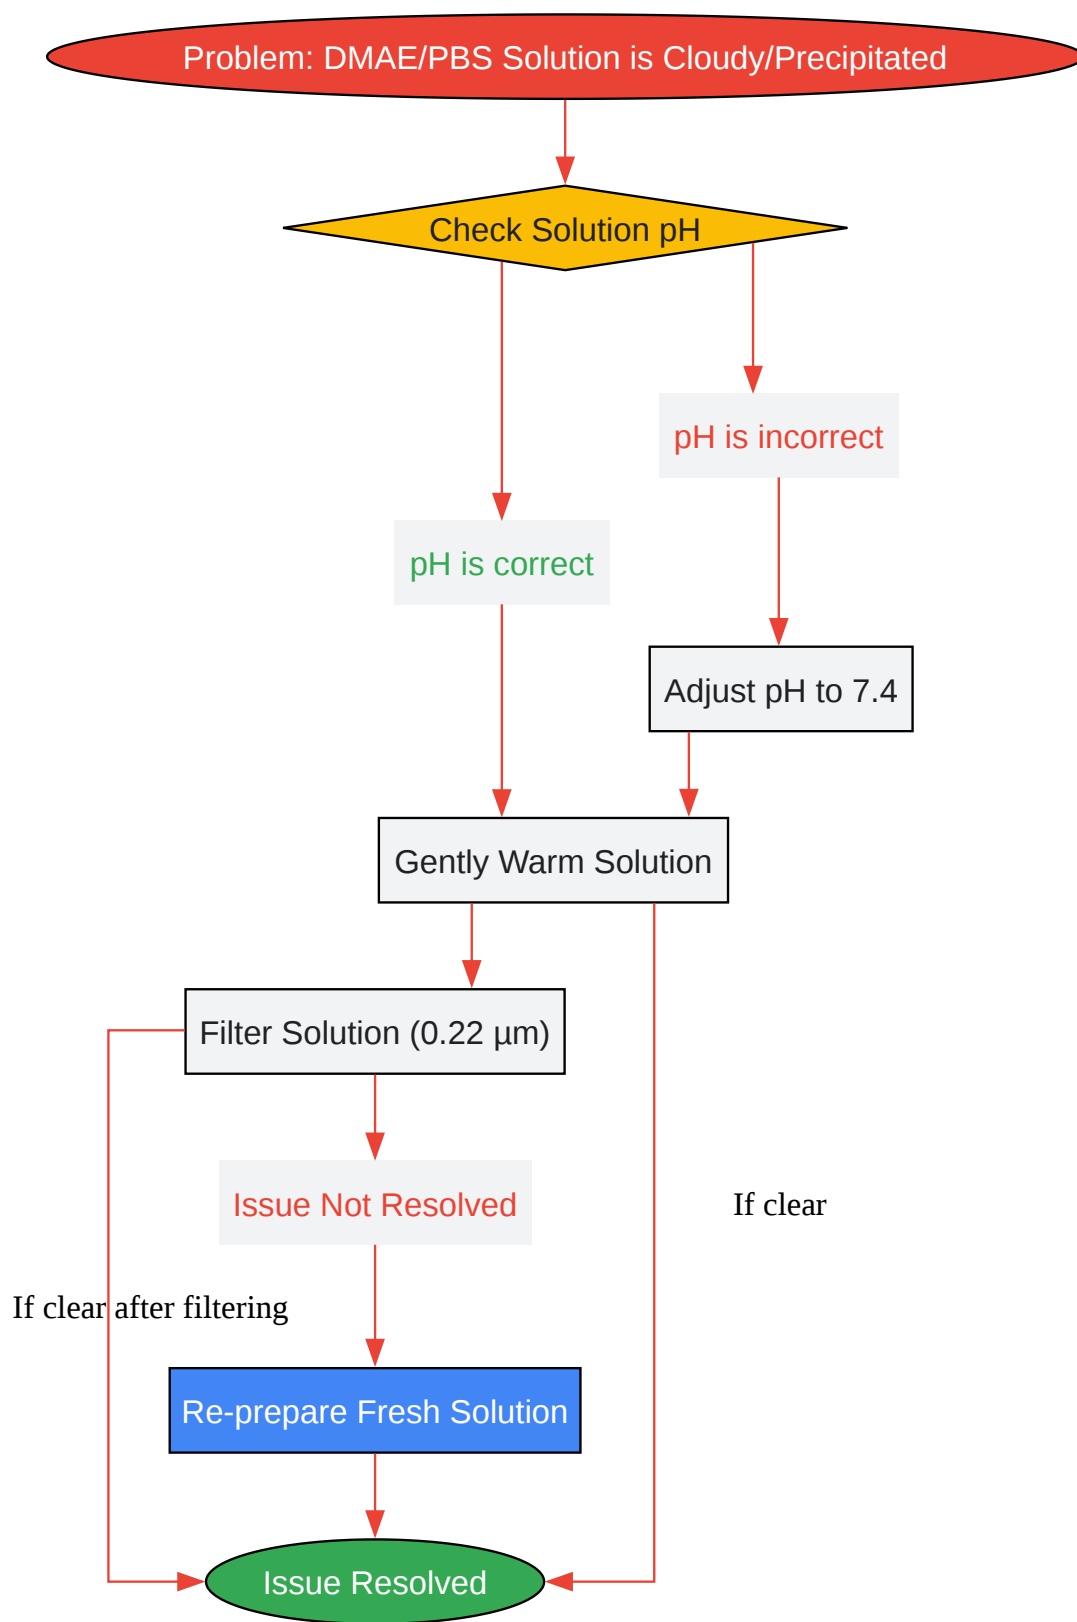 Problem: DMAE/PBS Solution is Cloudy/Precipitated
Check Solution pH
pH is incorrect
pH is correct
Adjust pH to 7.4
Gently Warm Solution
Filter Solution (0.22 µm)
Issue Not Resolved
If clear
If clear after filtering
Re-prepare Fresh Solution
Issue Resolved